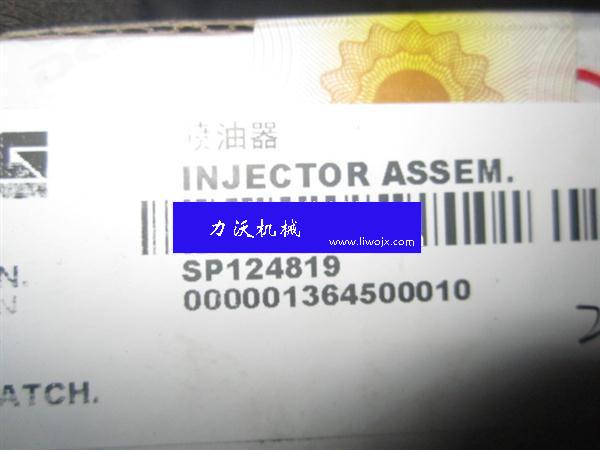 喷油器
INJECTOR ASSEM.
力沃机械
www.liwojx.com
SP124819
N.
000001364500010
N
ATCH.